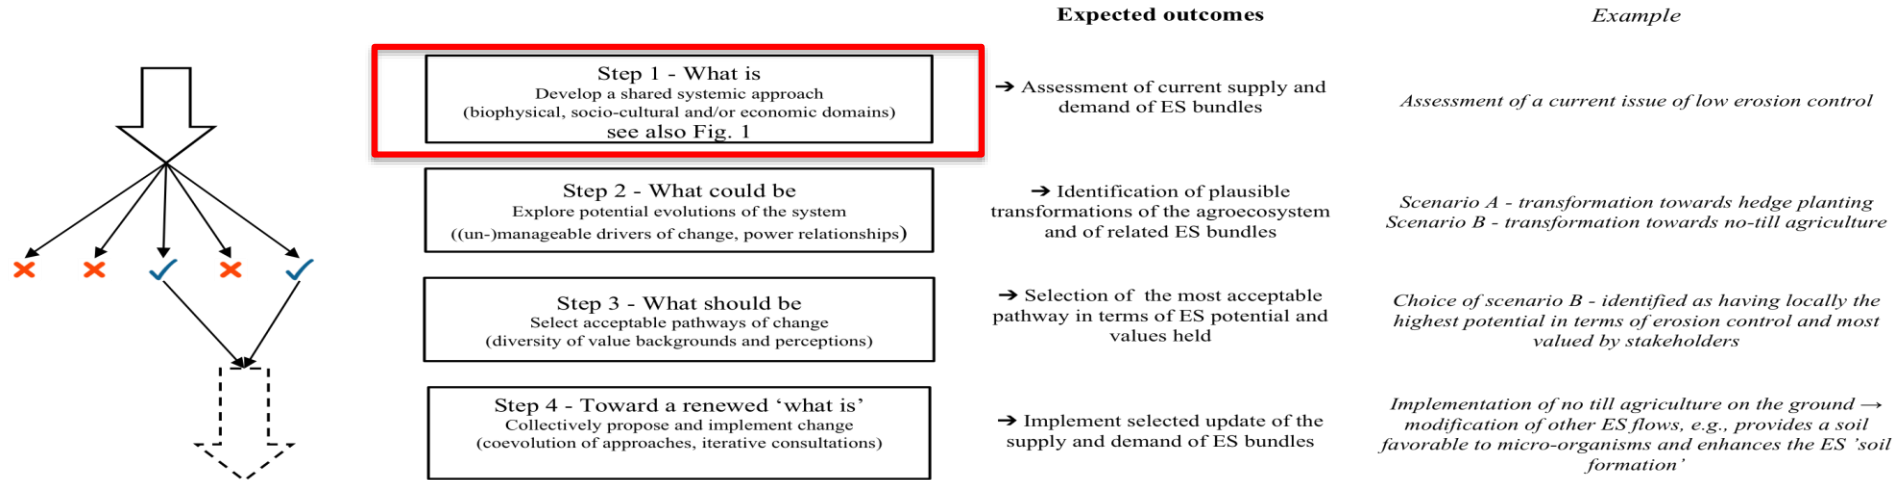 Expected outcomes
Example
Step 1 - What is
Develop a shared systemic approach
(biophysical, socio-cultural and/or economic domains)
see also Fig. 1
➔ Assessment of current supply and
demand of ES bundles
Assessment of a current issue of low erosion control
Step 2 - What could be
Explore potential evolutions of the system
((un-)manageable drivers of change, power relationships)
➔ Identification of plausible
transformations of the agroecosystem
and of related ES bundles
Scenario A - transformation towards hedge planting
Scenario B - transformation towards no-till agriculture
Step 3 - What should be
Select acceptable pathways of change
(diversity of value backgrounds and perceptions)
➔ Selection of the most acceptable
pathway in terms of ES potential and
values held
Choice of scenario B - identified as having locally the
highest potential in terms of erosion control and most
valued by stakeholders
Step 4 - Toward a renewed ‘what is’
Collectively propose and implement change
(coevolution of approaches, iterative consultations)
➔ Implement selected update of the
supply and demand of ES bundles
Implementation of no till agriculture on the ground →
modification of other ES flows, e.g., provides a soil
favorable to micro-organisms and enhances the ES ’soil
formation’